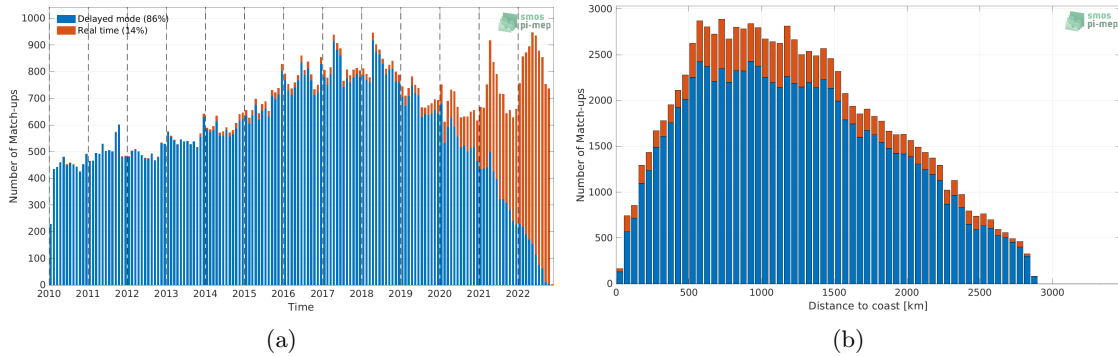 Delayed mode (86%)
Real time (14%)
smos
pi-mep
Number of Match-ups
900
800
700
600
500
400
300
200
100
0
2010 2011 2012 2013 2014 2015 2016 2017 2018 2019 2020 2021 2022
Time
(a)
smos
pi-mep
Number of Match-ups
3000
2500
2000
1500
1000
500
0
0 500 1000 1500 2000 2500 3000
Distance to coast [km]
(b)